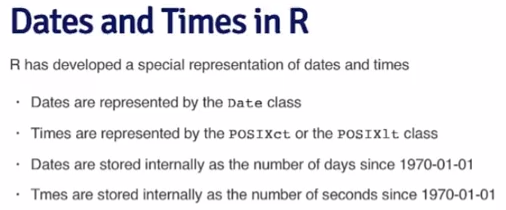 Dates and Times in R
R has developed a special representation of dates and times
· Dates are represented by the Date class
· Times are represented by the POSIXct or the POSIXlt class
· Dates are stored internally as the number of days since 1970-01-01
· Tmes are stored internally as the number of seconds since 1970-01-01